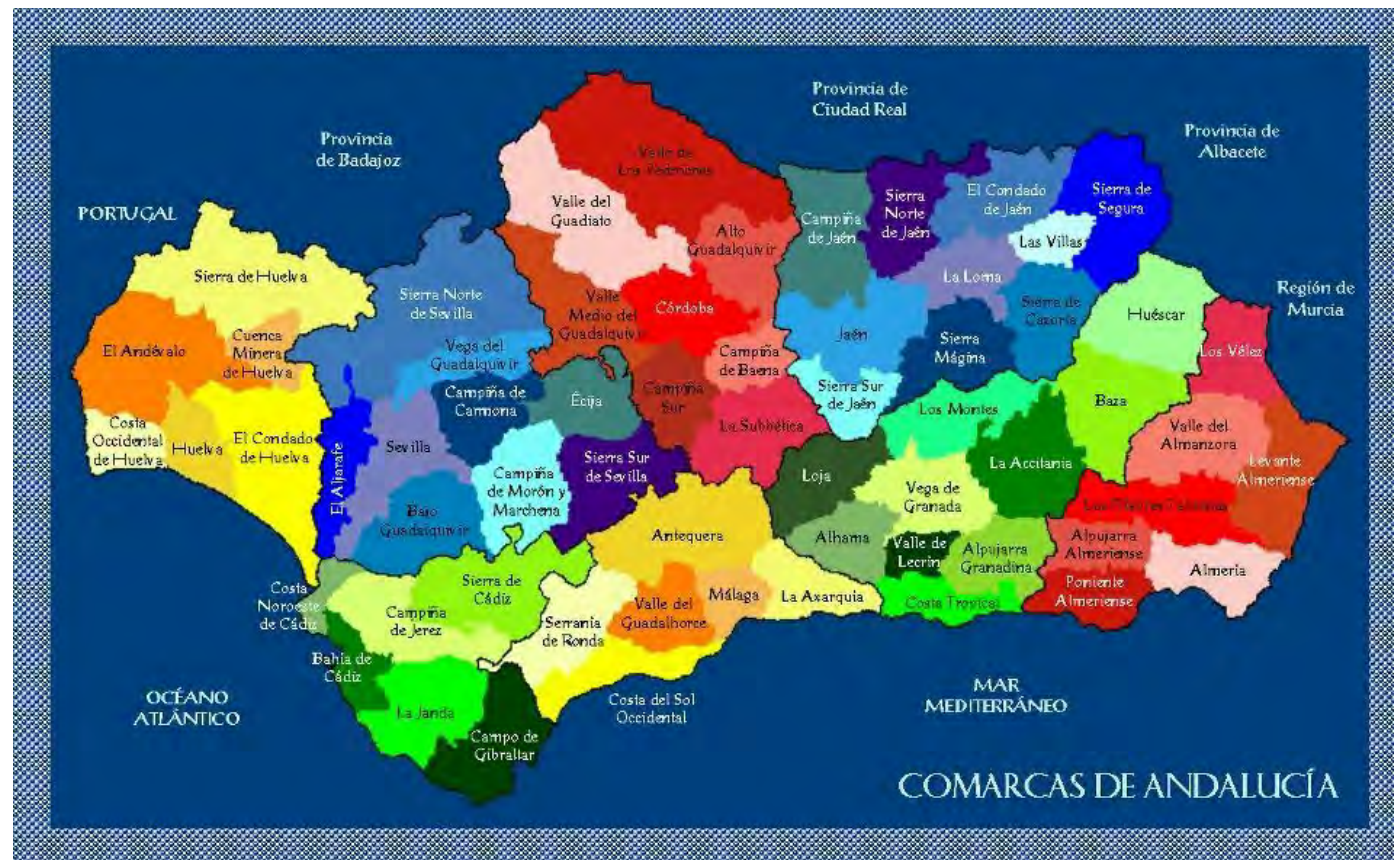 Provincia de
Ciudad Real
Provincia
de Badajoz
Provincia de
Albacete
PORTUGAL
Región de
Murcia
Valle de
Los Pedroches
Valle del
Guadiato
Alto
Guadalquivir
Campiña
de Jaén
Sierra
Norte
de Jaén
El Condado
de Jaén
Sierra de
Segura
Las Villas
La Loma
Sierra de Huelva
Sierra Norte
de Sevilla
Valle
Medio del
Guadalquivir
Córdoba
Jaén
Sierra
Mágina
Sierra de
Cazorla
Huéscar
Los Vélez
El Andévalo
Cuenca
Minera
de Huelva
Vega del
Guadalquivir
Campiña
de Baena
Sierra Sur
de Jaén
Campiña de
Carmona
Écija
Campiña
Sur
La Subbética
Los Montes
Baza
Valle del
Almanzora
Costa
Occidental
de Huelva
Huelva
El Condado
de Huelva
El Aljarafe
Sevilla
Campiña
de Morón y
Marchena
Sierra Sur
de Sevilla
Loja
Vega de
Granada
La Accitania
Levante
Almeriense
Bajo
Guadalquivir
Antequera
Alhama
Valle de
Lecrín
Alpujarra
Granadina
Alpujarra
Almeriense
Almería
Costa
Noroeste
de Cádiz
Campiña
de Jerez
Sierra de
Cádiz
Serranía
de Ronda
Valle del
Guadalhorce
Málaga
La Axarquía
Costa Tropical
Poniente
Almeriense
Bahía de
Cádiz
La Janda
Campo de
Gibraltar
Costa del Sol
Occidental
OCÉANO
ATLÁNTICO
MAR
MEDITERRÁNEO
COMARCAS DE ANDALUCÍA